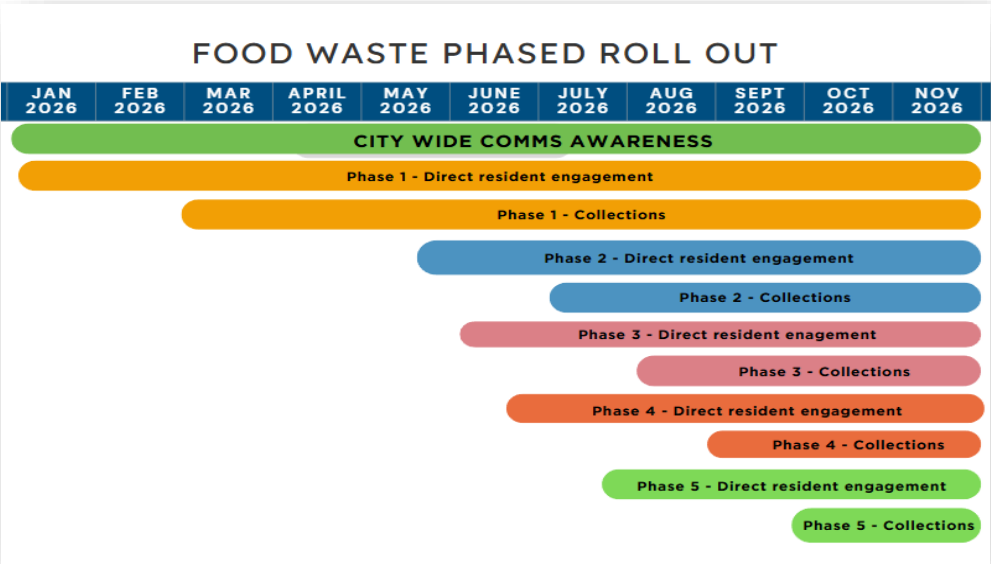 FOOD WASTE PHASED ROLL OUT
JAN FEB MAR APRIL MAY JUNE JULY AUG SEPT OCT NOV
2026 2026 2026 2026 2026 2026 2026 2026 2026 2026 2026
CITY WIDE COMMS AWARENESS
Phase 1 - Direct resident engagement
Phase 1 - Collections
Phase 2 - Direct resident engagement
Phase 2 - Collections
Phase 3 - Direct resident enagement
Phase 3 - Collections
Phase 4 - Direct resident engagement
Phase 4 - Collections
Phase 5 - Direct resident engagement
Phase 5 - Collections